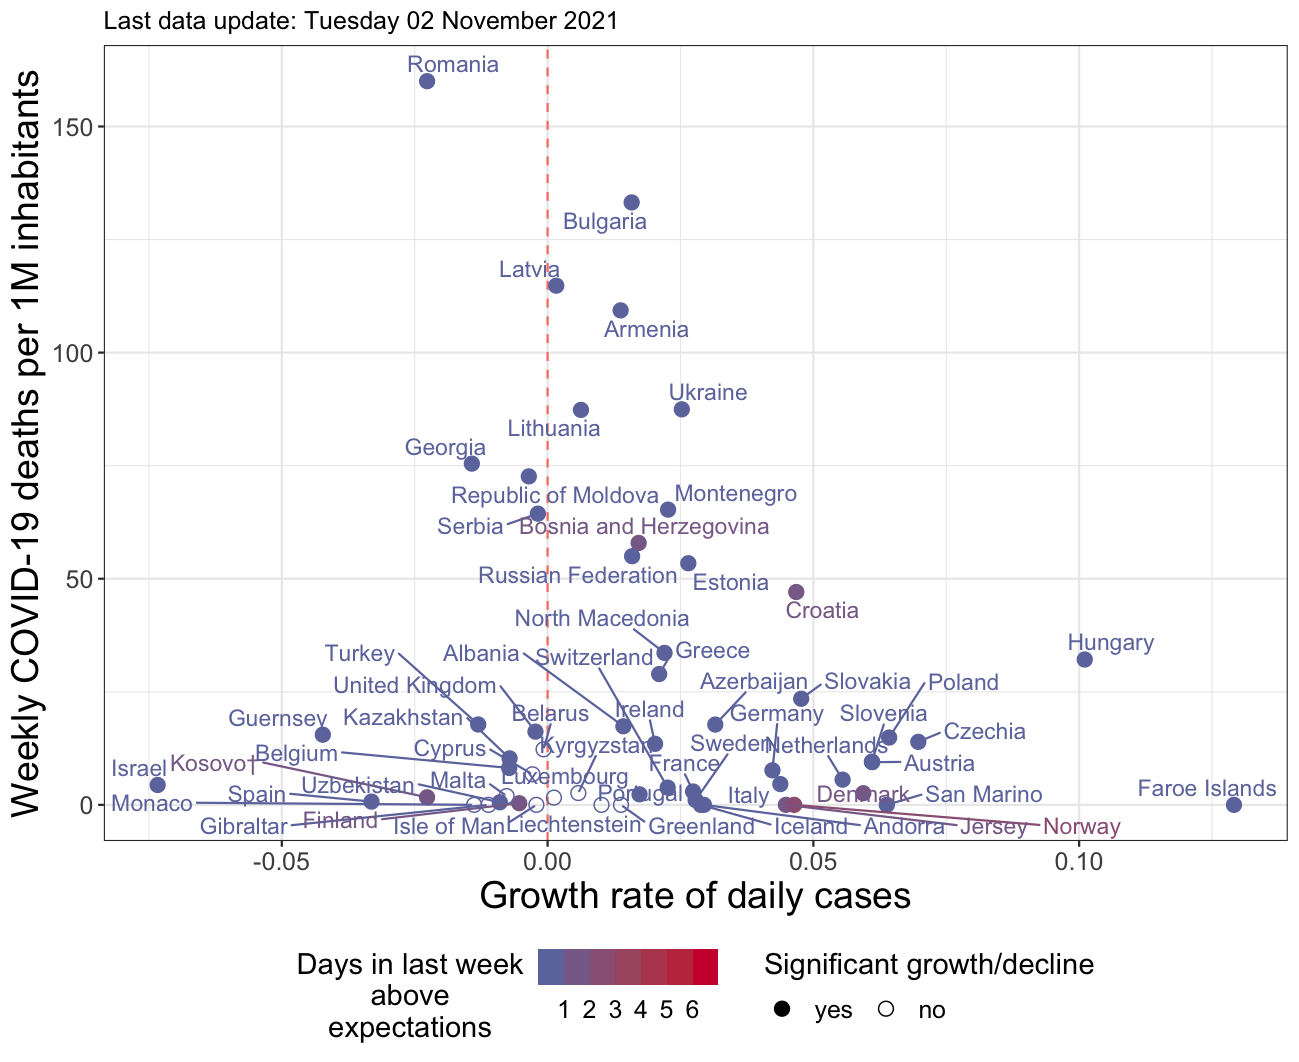 Last data update: Tuesday 02 November 2021
Weekly COVID-19 deaths per 1M inhabitants
Romania
150
Bulgaria
Latvia
Armenia
100
Ukraine
Lithuania
Georgia
Republic of Moldova
Montenegro
Serbia
Bosnia and Herzegovina
Russian Federation
Estonia
50
Croatia
North Macedonia
Hungary
Turkey
Albania
Switzerland
Greece
United Kingdom
Azerbaijan
Slovakia
Poland
Guernsey
Kazakhstan
Belarus
Ireland
Germany
Slovenia
Czechia
Belgium
Cyprus
Kyrgyzstan
Sweden
Netherlands
Israel
Kosovo†
Luxembourg
France
Austria
Spain
Uzbekistan
Malta
Portugal
Italy
Denmark
San Marino
Faroe Islands
0
Monaco
Gibraltar
Finland
Isle of Man
Liechtenstein
Greenland
Iceland
Andorra
Jersey
Norway
-0.05
0.00
0.05
0.10
Growth rate of daily cases
Days in last week
above
expectations
1 2 3 4 5 6
Significant growth/decline
yes
no